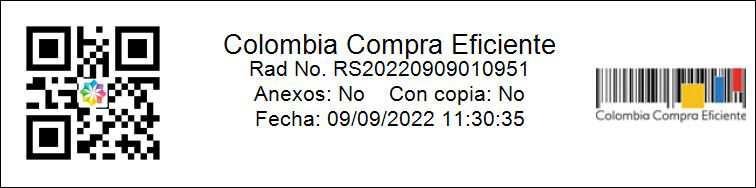 Colombia Compra Eficiente
Rad No. RS20220909010951
Anexos: No Con copia: No
Fecha: 09/09/2022 11:30:35
Colombia Compra Eficiente